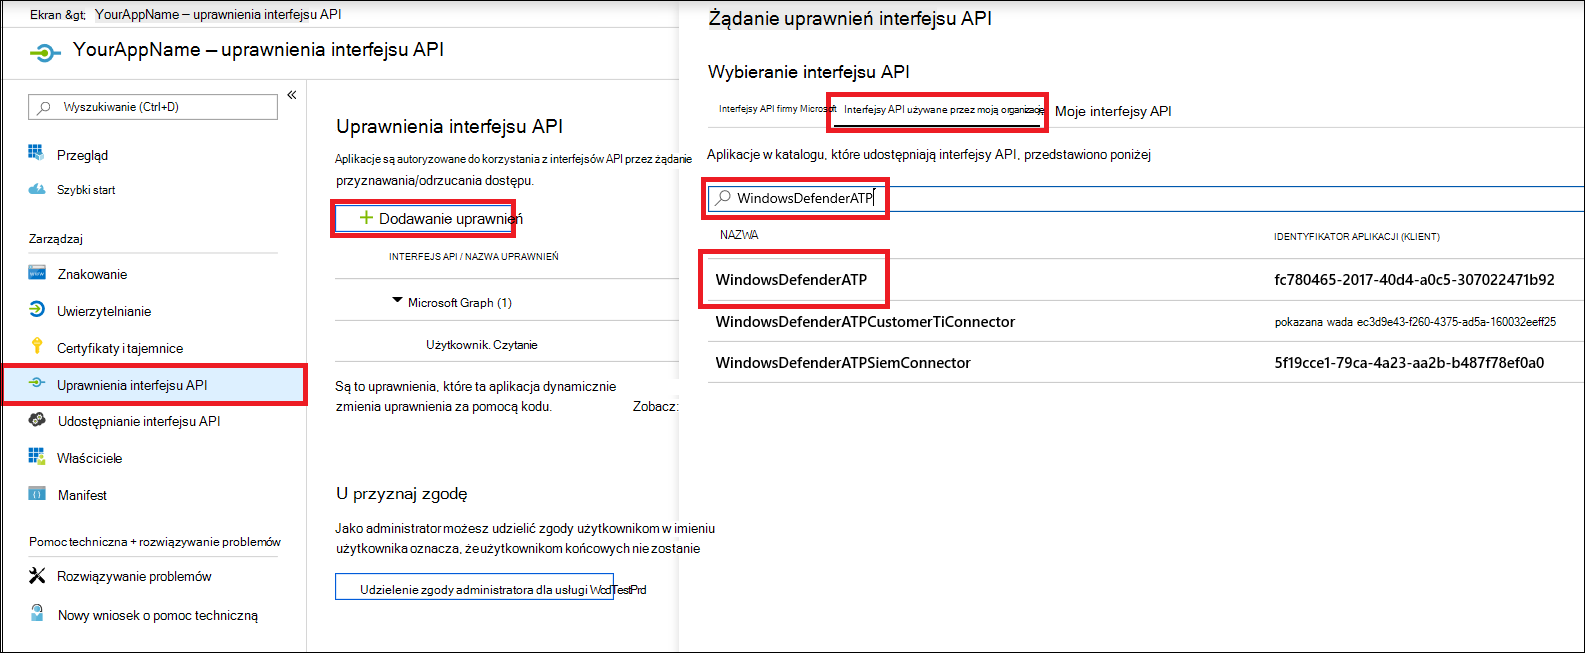 Ekran &gt; YourAppName – uprawnienia interfejsu API
YourAppName – uprawnienia interfejsu API
«
Wyszukiwanie (Ctrl+D)
Przegląd
Szybki start
Zarządzaj
Znakowanie
Uwierzytelnianie
Certyfikaty i tajemnice
Uprawnienia interfejsu API
Udostępnianie interfejsu API
Właściciele
Manifest
Pomoc techniczna + rozwiązywanie problemów
Rozwiązywanie problemów
Nowy wniosek o pomoc techniczną
Uprawnienia interfejsu API
Aplikacje są autoryzowane do korzystania z interfejsów API przez żądanie
przyznawania/odrzucania dostępu.
+ Dodawanie uprawnień
INTERFEJS API / NAZWA UPRAWNIEŃ
Microsoft Graph (1)
Użytkownik. Czytanie
Są to uprawnienia, które ta aplikacja dynamicznie
zmienia uprawnienia za pomocą kodu. Zobacz:
U przyznaj zgodę
Jako administrator możesz udzielić zgody użytkownikom w imieniu
użytkownika oznacza, że użytkownikom końcowych nie zostanie
Udzielenie zgody administratora dla usługi WcdTestPrd
Żądanie uprawnień interfejsu API
Wybieranie interfejsu API
Interfejsy API firmy Microsoft Interfejsy API używane przez moją organizację Moje interfejsy API
Aplikacje w katalogu, które udostępniają interfejsy API, przedstawiono poniżej
WindowsDefenderATP
NAZWA IDENTYFIKATOR APLIKACJI (KLIENT)
WindowsDefenderATP fc780465-2017-40d4-a0c5-307022471b92
WindowsDefenderATPCustomerTiConnector pokazana wada ec3d9e43-f260-4375-ad5a-160032eeff25
WindowsDefenderATPSiemConnector 5f19cce1-79ca-4a23-aa2b-b487f78ef0a0